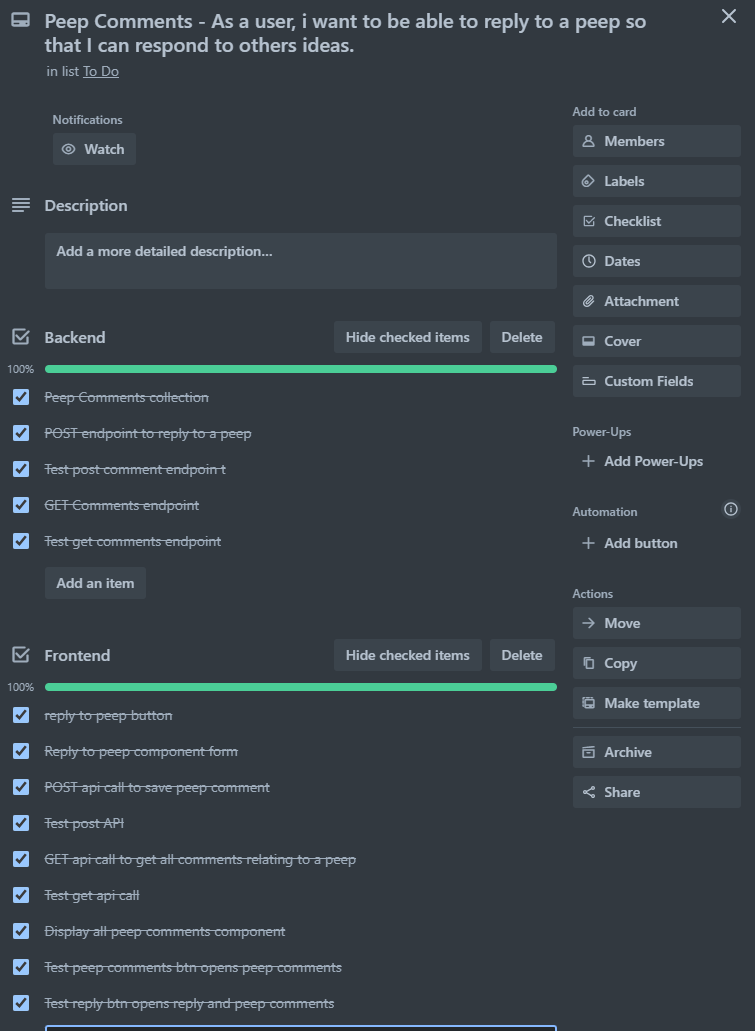 Peep Comments - As a user, i want to be able to reply to a peep so
that I can respond to others ideas.
in list To Do
Notifications
Watch
Description
Add a more detailed description...
Backend
Hide checked items
Delete
100%
Peep Comments collection
POST endpoint to reply to a peep
Test post comment endpoin t
GET Comments endpoint
Test get comments endpoint
Add an item
Frontend
Hide checked items
Delete
100%
reply to peep button
Reply to peep component form
POST api call to save peep comment
Test post API
GET api call to get all comments relating to a peep
Test get api call
Display all peep comments component
Test peep comments btn opens peep comments
Test reply btn opens reply and peep comments
Add to card
Members
Labels
Checklist
Dates
Attachment
Cover
Custom Fields
Power-Ups
Add Power-Ups
Automation
Add button
Actions
Move
Copy
Make template
Archive
Share